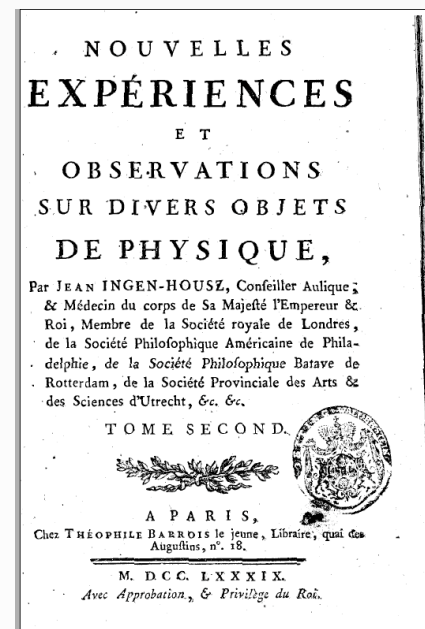 NOUVELLES
EXPÉRIENCES
ET
OBSERVATIONS
SUR DIVERS OBJETS
DE PHYSIQUE,
Par JEAN INGEN-HOUSZ, Conſeiller Aulique,
& Médecin du corps de Sa Majeſté l'Empereur &
Roi, Membre de la Société royale de Londres,
de la Société Philoſophique Américaine de Phila-
delphie, de la Société Philoſophique Batave de
Rotterdam, de la Société Provinciale des Arts &
des Sciences d'Utrecht, &c. &c.
TOME SECOND.
A PARIS,
Chez THÉOPHILE BARROIS le jeune, Libraire, quai des
Auguſtins, n°. 18.
M. DCC. LXXXIX.
Avec Approbation, & Privilège du Roi.